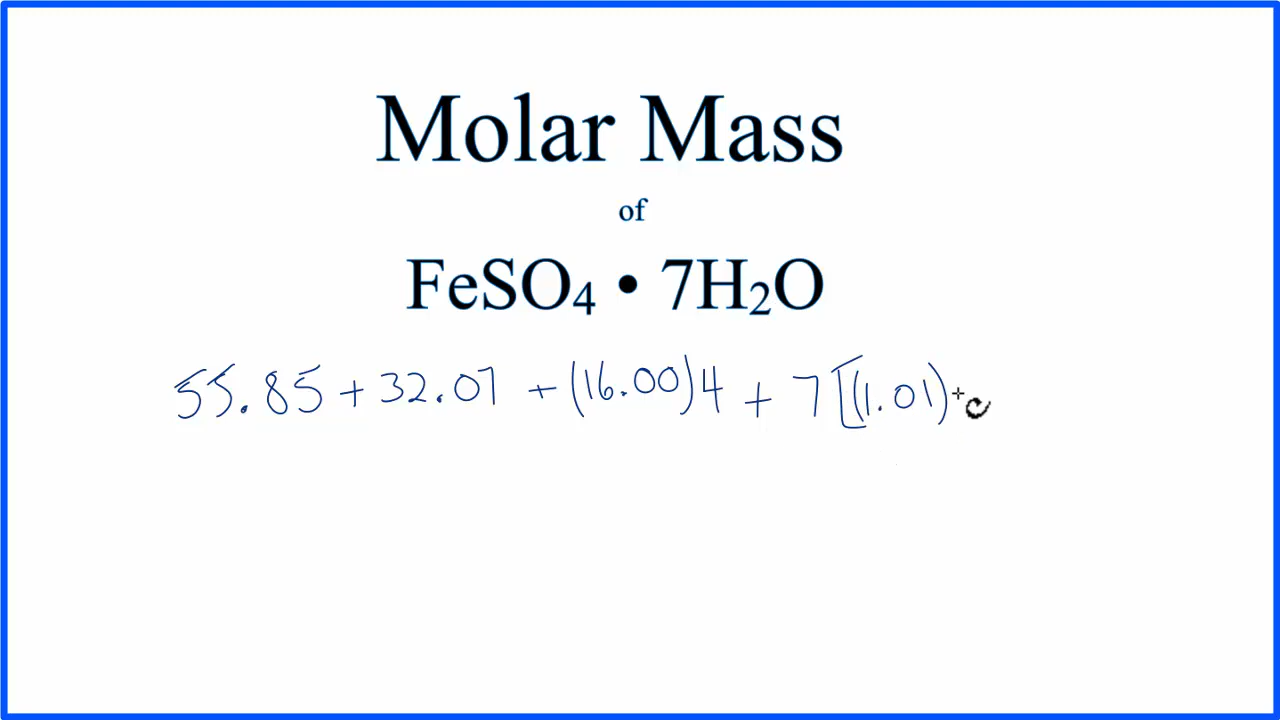 Molar Mass
of
FeSO₄ • 7H₂O
55.85 + 32.07 + (16.00)4 + 7[(1.01)